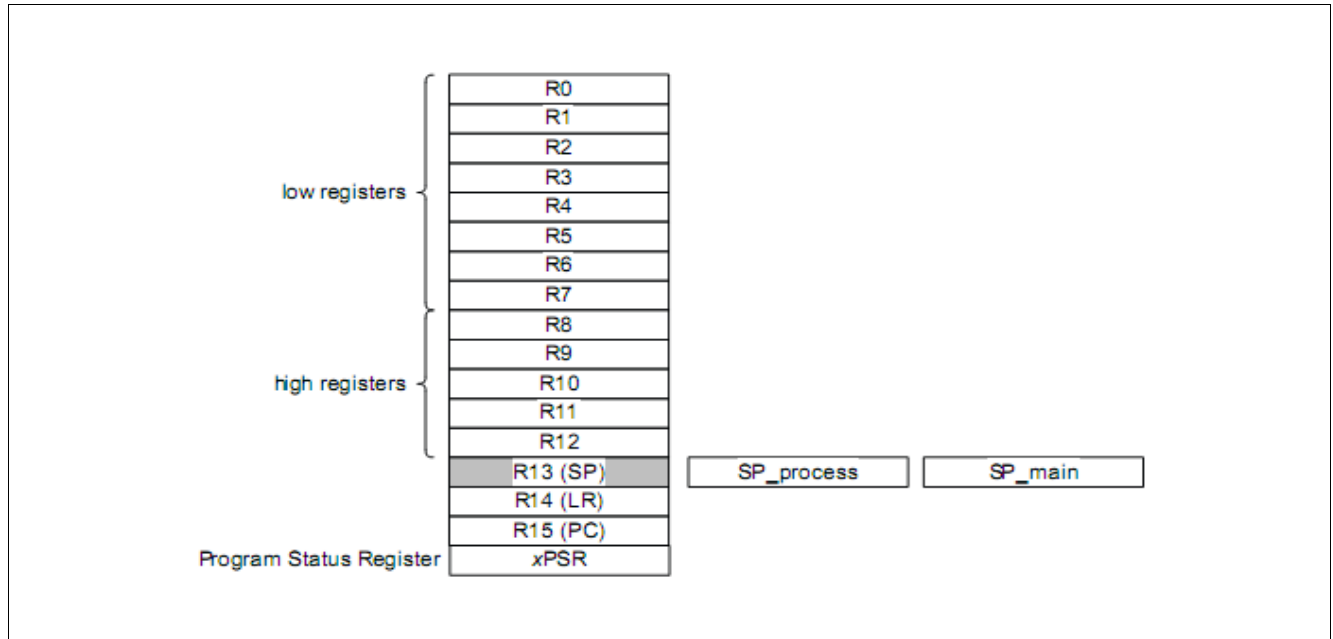 R0
R1
R2
R3
low registers
R4
R5
R6
R7
R8
R9
high registers
R10
R11
R12
R13 (SP) SP_process SP_main
R14 (LR)
R15 (PC)
Program Status Register xPSR